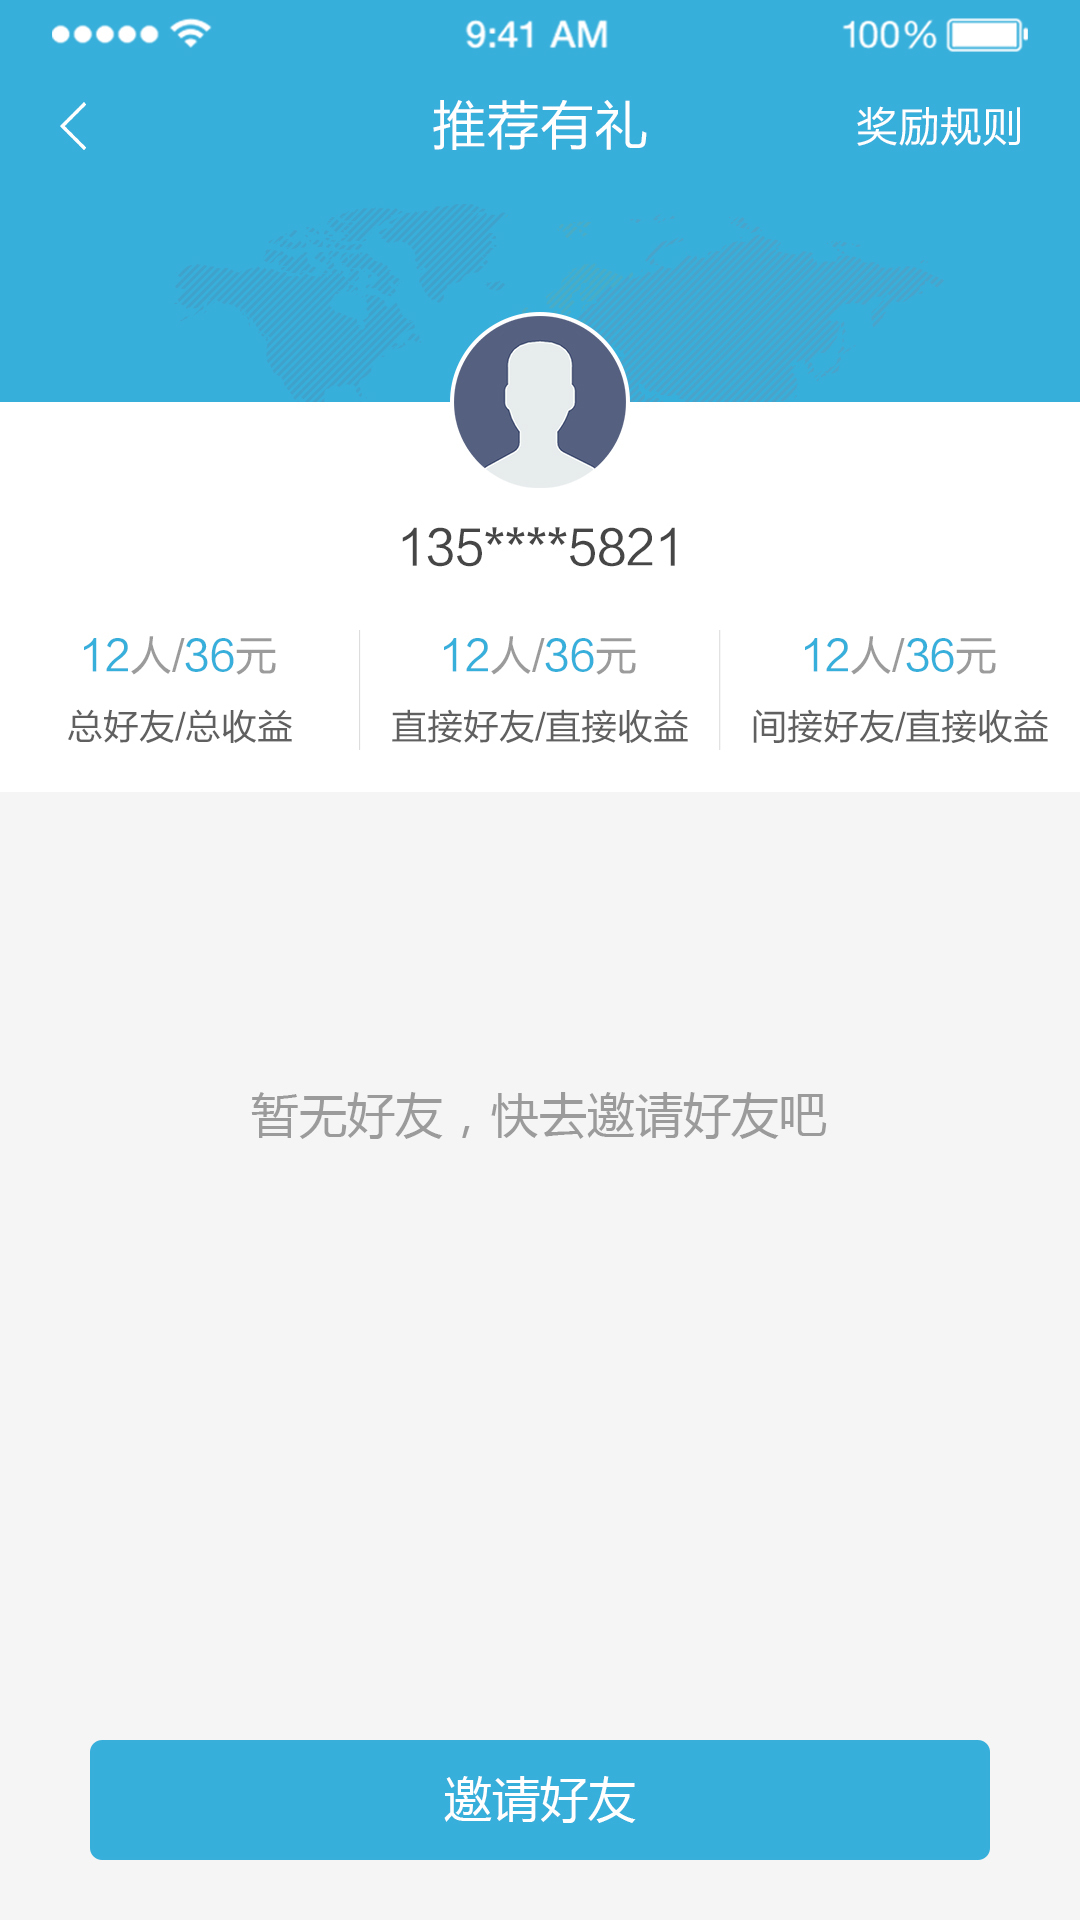 9:41 AM 100%
推荐有礼 奖励规则
135****5821
12人/36元 12人/36元 12人/36元
总好友/总收益 直接好友/直接收益 间接好友/直接收益
暂无好友，快去邀请好友吧
邀请好友